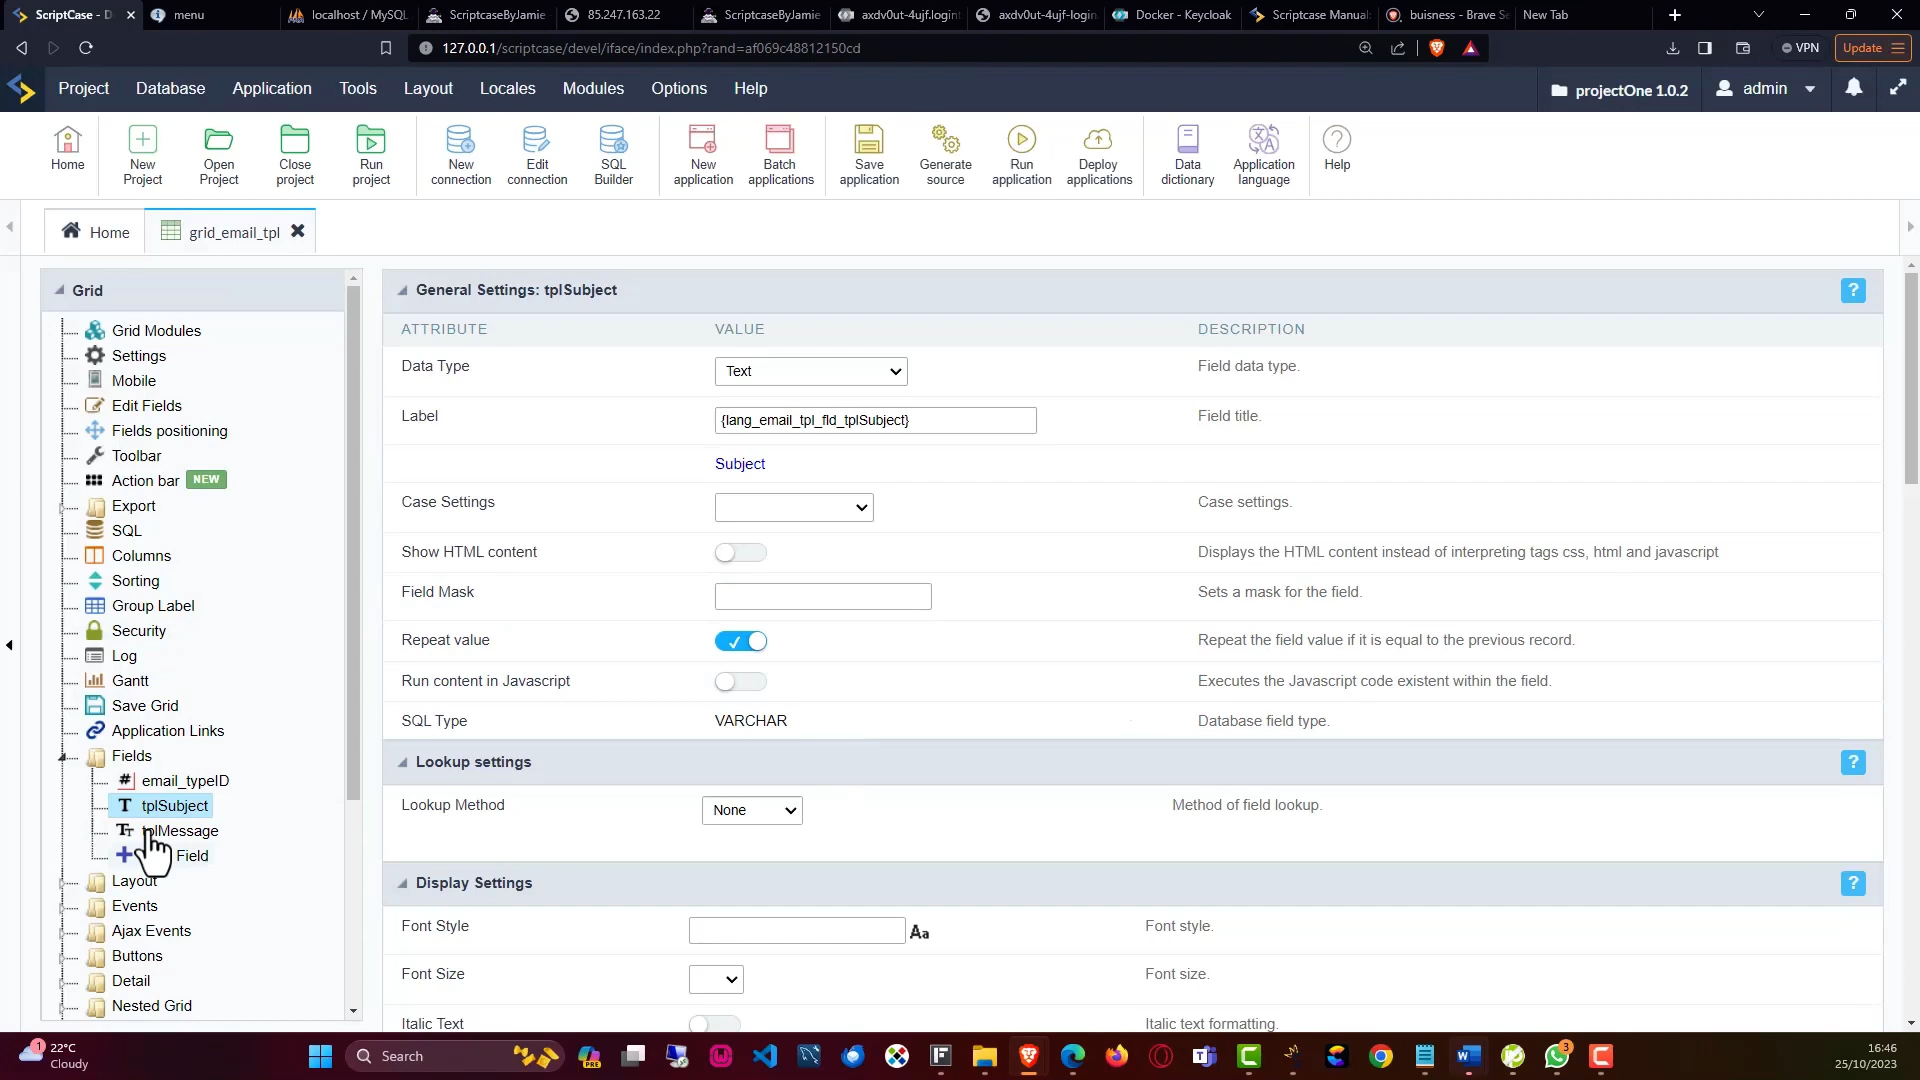 ScriptCase - D
menu
localhost / MySQL
ScriptcaseByJamie
85.247.163.22
ScriptcaseByJamie
axdv0ut-4ujf.logint
axdv0ut-4ujf-login.
Docker - Keycloak
Scriptcase Manual
buisness - Brave Se
New Tab
127.0.0.1/scriptcase/devel/iface/index.php?rand=af069c48812150cd
VPN
Update
Project
Database
Application
Tools
Layout
Locales
Modules
Options
Help
projectOne 1.0.2
admin
Home
New Project
Open Project
Close project
Run project
New connection
Edit connection
SQL Builder
New application
Batch applications
Save application
Generate source
Run application
Deploy applications
Data dictionary
Application language
Help
Home
grid_email_tpl
Grid
Grid Modules
Settings
Mobile
Edit Fields
Fields positioning
Toolbar
Action bar NEW
Export
SQL
Columns
Sorting
Group Label
Security
Log
Gantt
Save Grid
Application Links
Fields
email_typeID
tplSubject
tplMessage
Field
Layout
Events
Ajax Events
Buttons
Detail
Nested Grid
General Settings: tplSubject
?
ATTRIBUTE VALUE DESCRIPTION
Data Type Text Field data type.
Label {lang_email_tpl_fld_tplSubject} Field title.
Subject
Case Settings Case settings.
Show HTML content Displays the HTML content instead of interpreting tags css, html and javascript
Field Mask Sets a mask for the field.
Repeat value Repeat the field value if it is equal to the previous record.
Run content in Javascript Executes the Javascript code existent within the field.
SQL Type VARCHAR Database field type.
Lookup settings
?
Lookup Method None Method of field lookup.
Display Settings
?
Font Style Aa Font style.
Font Size Font size.
Italic Text Italic text formatting.
1
22°C
Cloudy
Search
PRE
3
16:46
25/10/2023